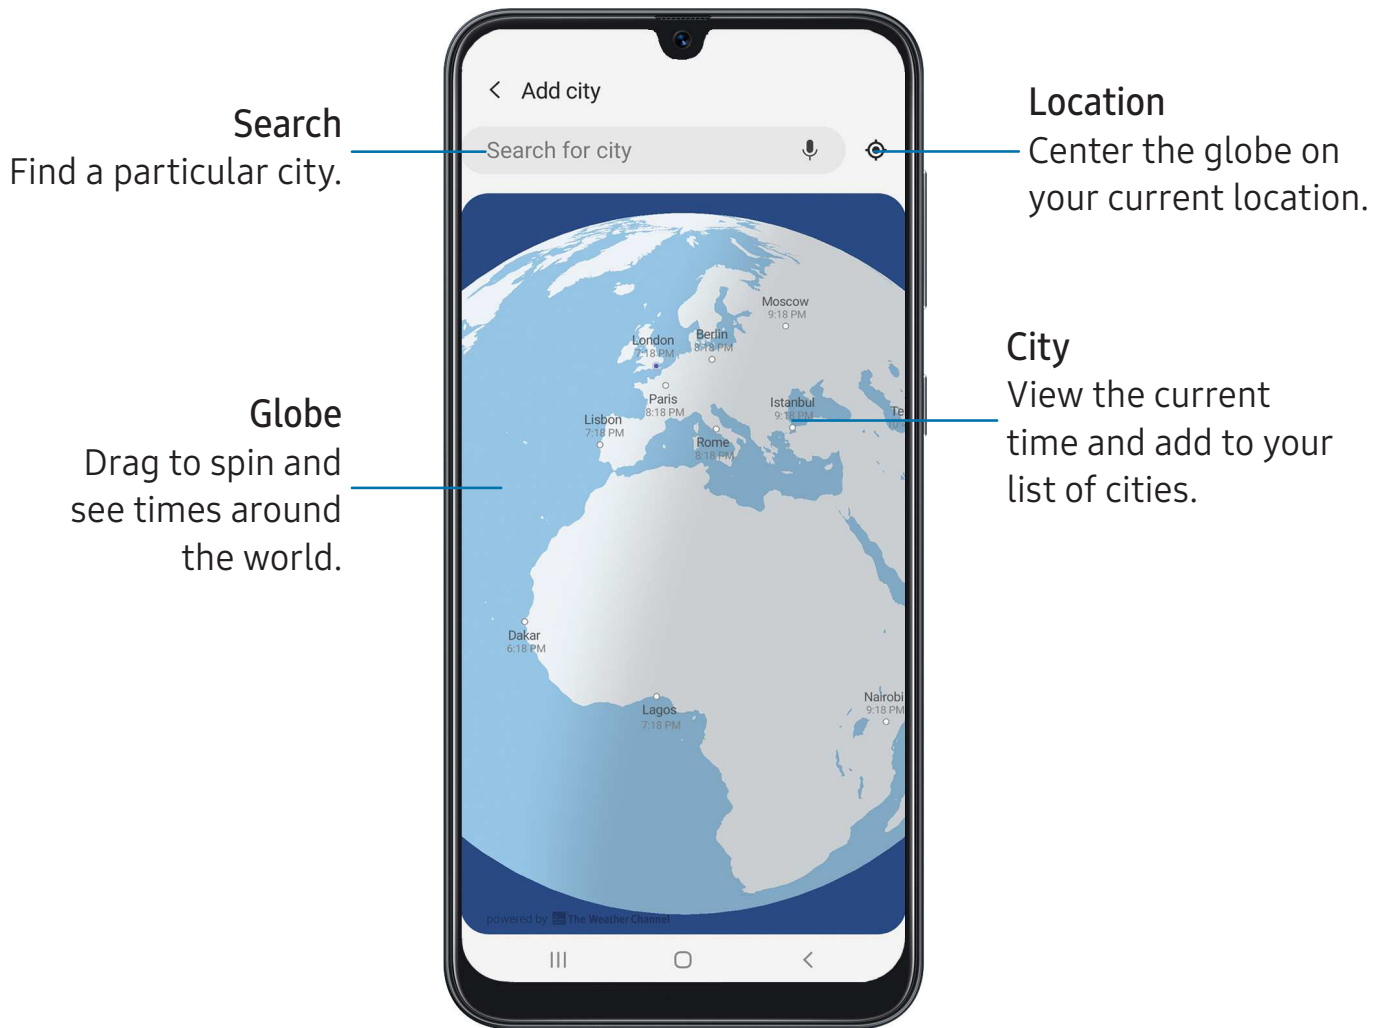 Add city
Search for city
Search
Find a particular city.
Location
Center the globe on
your current location.
City
View the current
time and add to your
list of cities.
Globe
Drag to spin and
see times around
the world.
Moscow
9:18 PM
London
7:18 PM
Berlin
8:18 PM
Paris
8:18 PM
Istanbul
9:18 PM
Te
Lisbon
7:18 PM
Rome
8:18 PM
Dakar
6:18 PM
Lagos
7:18 PM
Nairobi
9:18 PM
powered by The Weather Channel